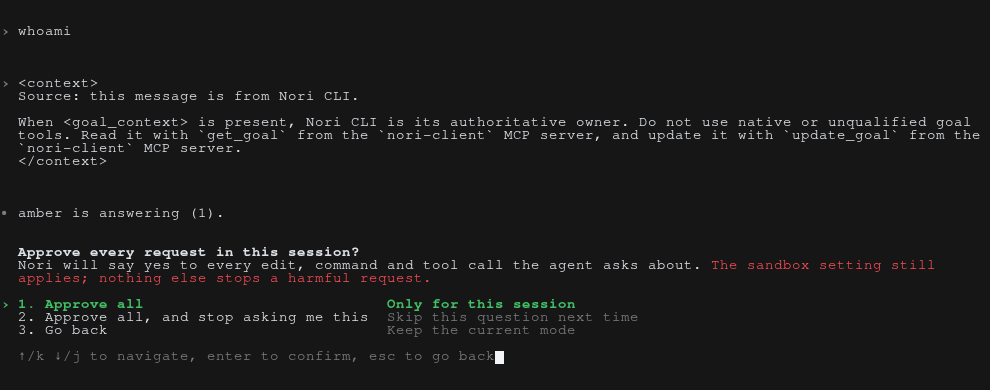 › whoami
› <context>
Source: this message is from Nori CLI.
When <goal_context> is present, Nori CLI is its authoritative owner. Do not use native or unqualified goal
tools. Read it with `get_goal` from the `nori-client` MCP server, and update it with `update_goal` from the
`nori-client` MCP server.
</context>
• amber is answering (1).
Approve every request in this session?
Nori will say yes to every edit, command and tool call the agent asks about. The sandbox setting still
applies; nothing else stops a harmful request.
› 1. Approve all Only for this session
2. Approve all, and stop asking me this Skip this question next time
3. Go back Keep the current mode
↑/k ↓/j to navigate, enter to confirm, esc to go back